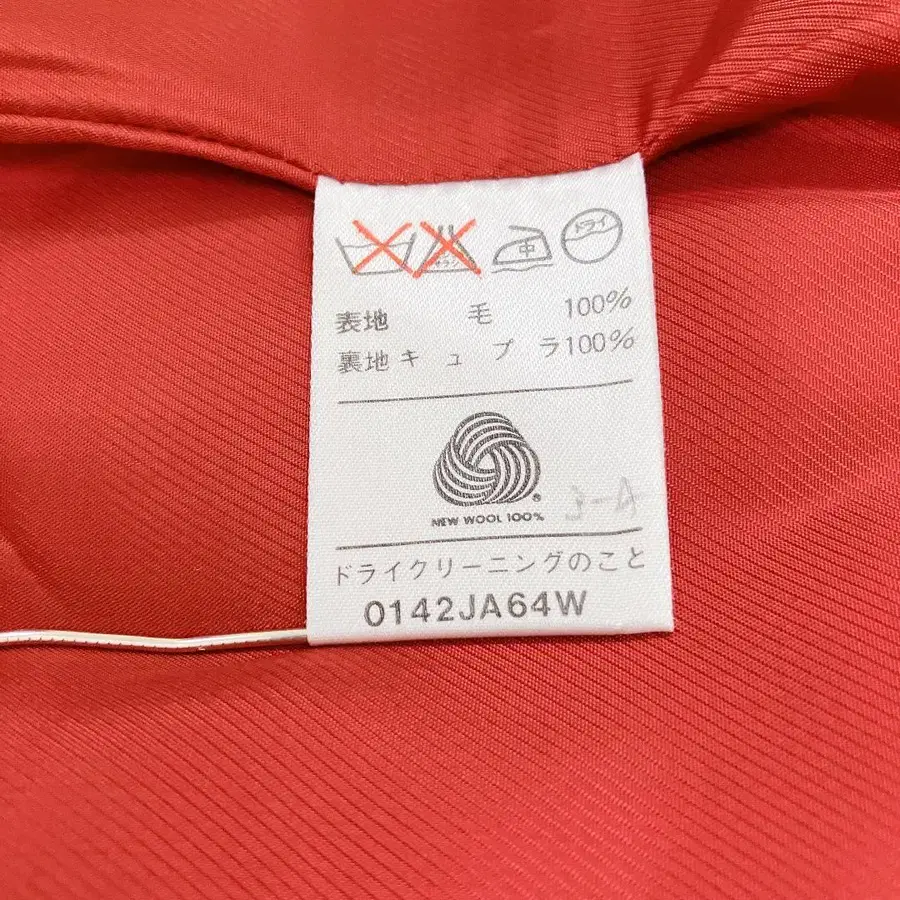 中 ドライ
表地 毛 100%
裏地 キュプラ 100%
NEW WOOL 100%
ドライクリーニングのこと
0142JA64W